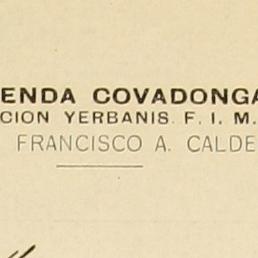 ENDA COVADONGA
CION YERBANIS. F. I. M.
FRANCISCO A. CALDE